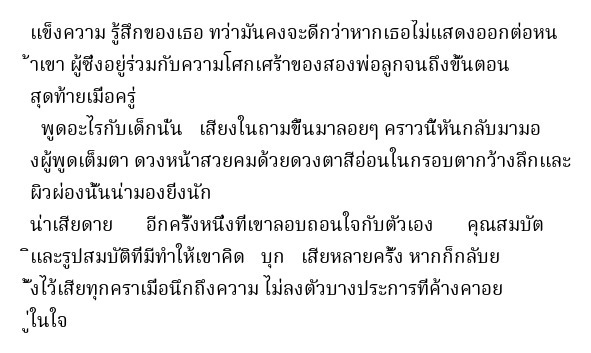 แข็งความ รู้สึกของเธอ ทว่ามันคงจะดีกว่าหากเธอไม่แสดงออกต่อหน
้าเขา ผู้ซึ่งอยู่ร่วมกับความโศกเศร้าของสองพ่อลูกจนถึงขั้นตอน
สุดท้ายเมื่อครู่
พูดอะไรกับเด็กนั่น เสียงในถามขึ้นมาลอยๆ คราวนี้หันกลับมามอ
งผู้พูดเต็มตา ดวงหน้าสวยคมด้วยดวงตาสีอ่อนในกรอบตากว้างลึกและ
ผิวผ่องนั้นน่ามองยิ่งนัก
น่าเสียดาย อีกครั้งหนึ่งที่เขาลอบถอนใจกับตัวเอง คุณสมบัต
ิและรูปสมบัติที่มีทำให้เขาคิด บุก เสียหลายครั้ง หากก็กลับย
ั้งไว้เสียทุกคราเมื่อนึกถึงความ ไม่ลงตัวบางประการที่ค้างคาอย
ู่ในใจ